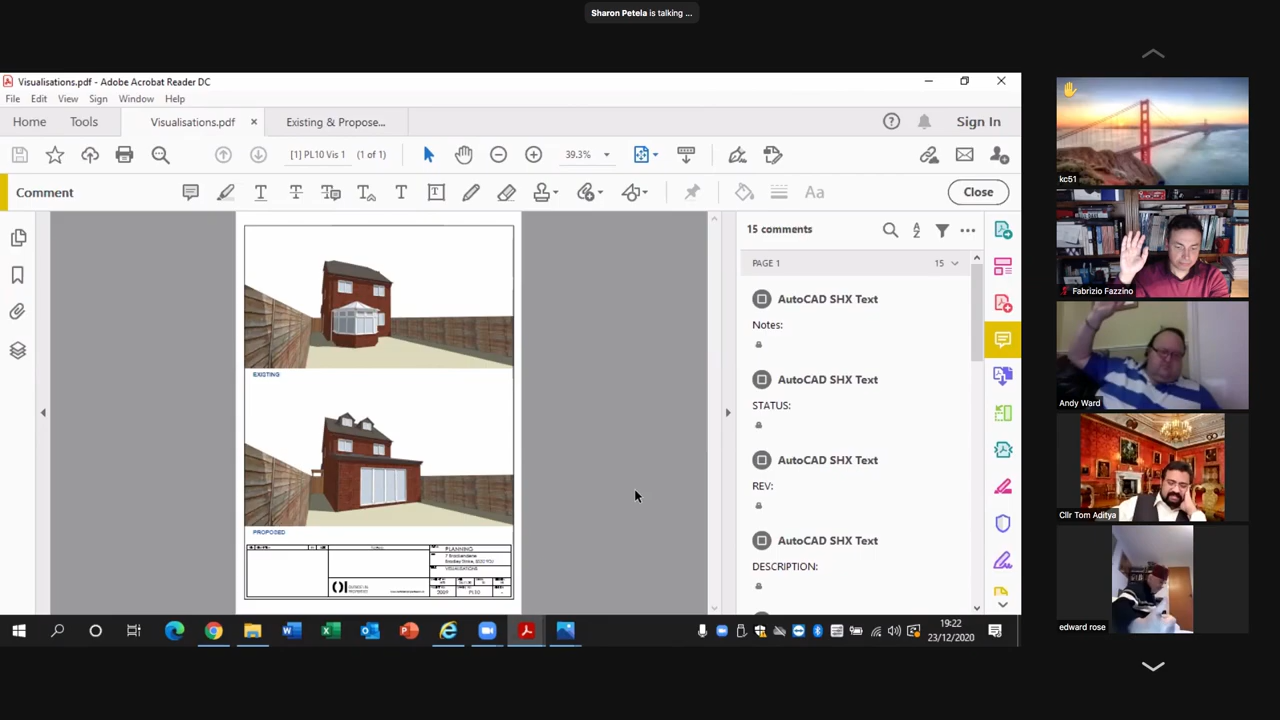 Sharon Petela is talking ...
Visualisations.pdf - Adobe Acrobat Reader DC
File Edit View Sign Window Help
Home Tools Visualisations.pdf × Existing & Propose... Sign In
[1] PL10 Vis 1 (1 of 1) 39.3%
Comment Close
15 comments
PAGE 1 15
AutoCAD SHX Text
Notes:
AutoCAD SHX Text
STATUS:
AutoCAD SHX Text
REV:
AutoCAD SHX Text
DESCRIPTION:
EXISTING
PROPOSED
PLANNING
VISUALISATIONS
2009 PL10
kc51
Fabrizio Fazzino
Andy Ward
Cllr Tom Aditya
edward rose
19:22
23/12/2020